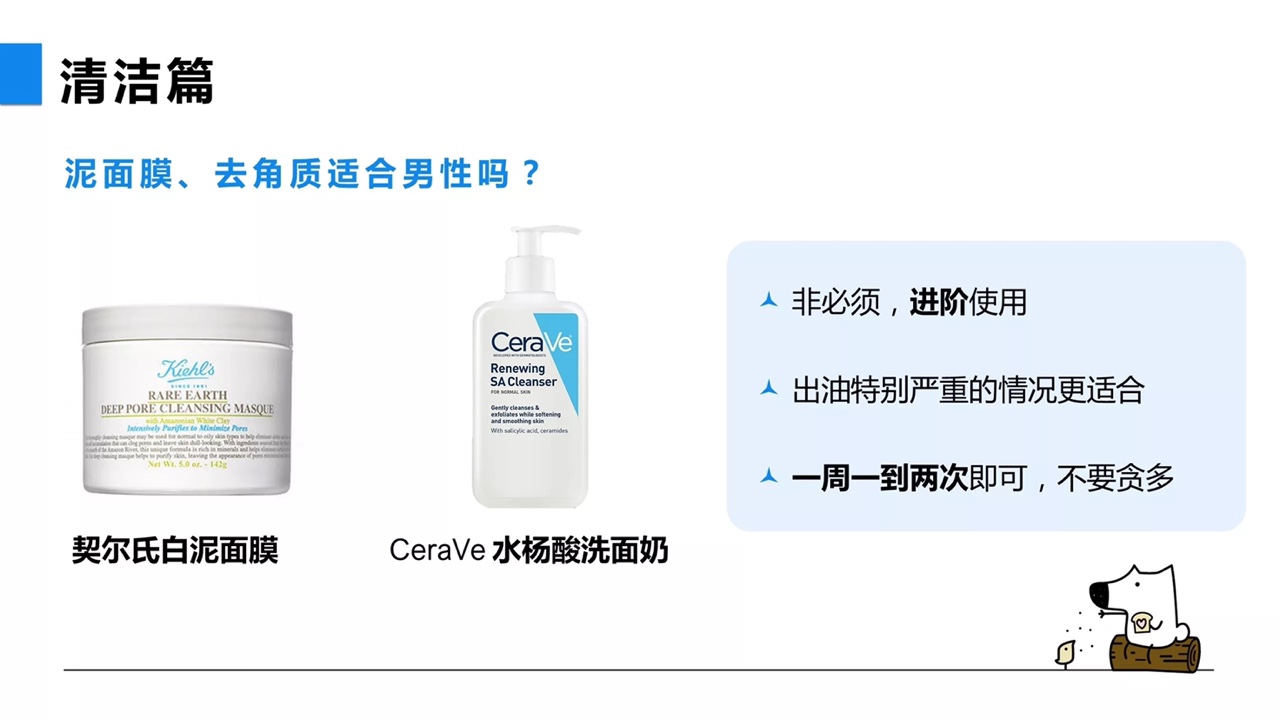 清洁篇
泥面膜、去角质适合男性吗？
Kiehl's
SINCE 1851
RARE EARTH
DEEP PORE CLEANSING MASQUE
with Amazonian White Clay
Intensively Purifies to Minimize Pores
Net Wt. 5.0 oz. - 142g
契尔氏白泥面膜
CeraVe
DEVELOPED WITH DERMATOLOGISTS
Renewing
SA Cleanser
FOR NORMAL SKIN
Gently cleanses &
exfoliates while softening
and smoothing skin
With salicylic acid, ceramides
CeraVe 水杨酸洗面奶
非必须，进阶使用
出油特别严重的情况更适合
一周一到两次即可，不要贪多